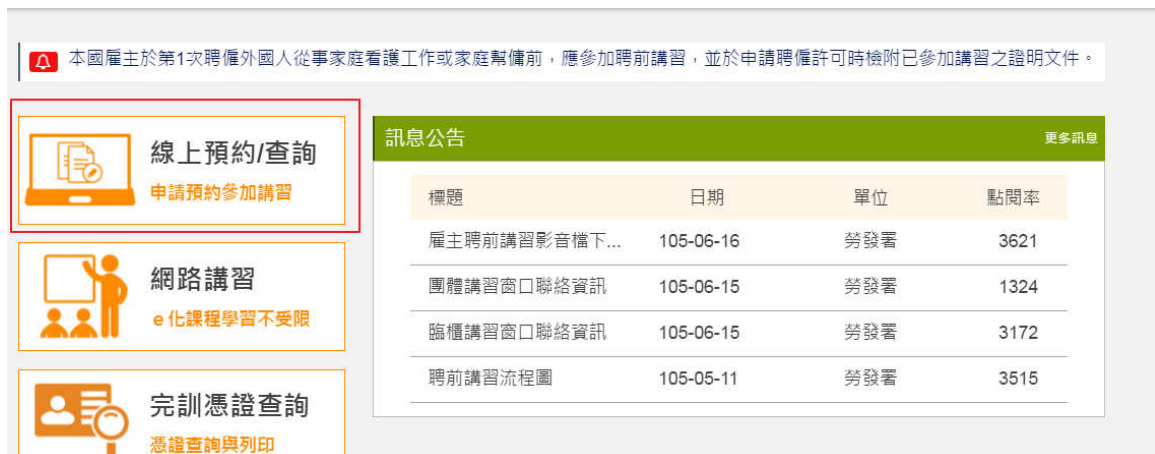 本國雇主於第1次聘僱外國人從事家庭看護工作或家庭幫傭前，應參加聘前講習，並於申請聘僱許可時檢附已參加講習之證明文件。
線上預約/查詢
申請預約參加講習
網路講習
e化課程學習不受限
完訓憑證查詢
憑證查詢與列印
訊息公告 更多訊息
標題 日期 單位 點閱率
雇主聘前講習影音檔下... 105-06-16 勞發署 3621
團體講習窗口聯絡資訊 105-06-15 勞發署 1324
臨櫃講習窗口聯絡資訊 105-06-15 勞發署 3172
聘前講習流程圖 105-05-11 勞發署 3515